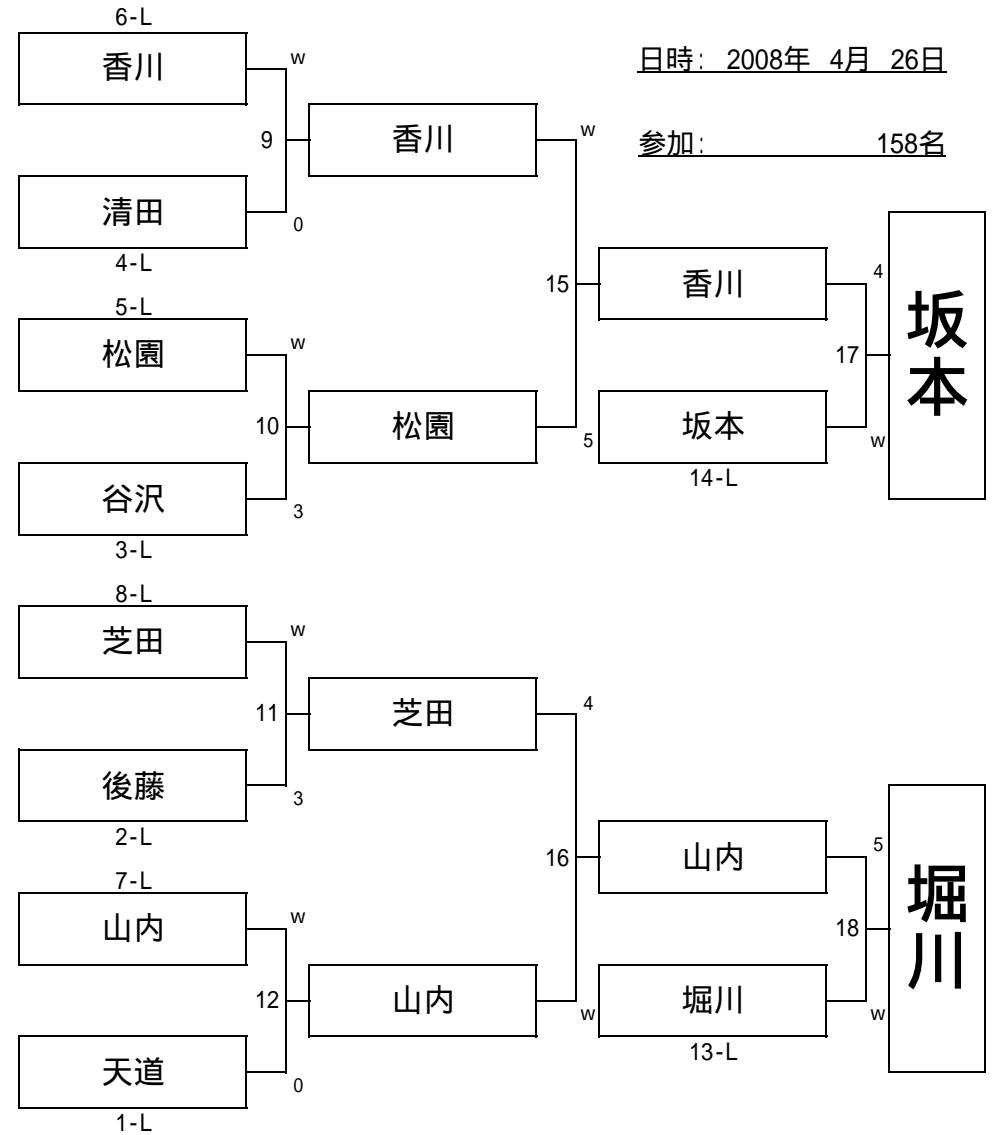 6-L
香川
w
日時: 2008年 4月 26日
9
香川
w
参加: 158名
清田
0
4-L
5-L
松園
w
15
香川
4
坂本
17
10
松園
5
坂本
w
14-L
谷沢
3
3-L
8-L
芝田
w
11
芝田
4
後藤
3
2-L
16
山内
5
堀川
7-L
山内
w
18
12
山内
w
堀川
w
13-L
天道
0
1-L